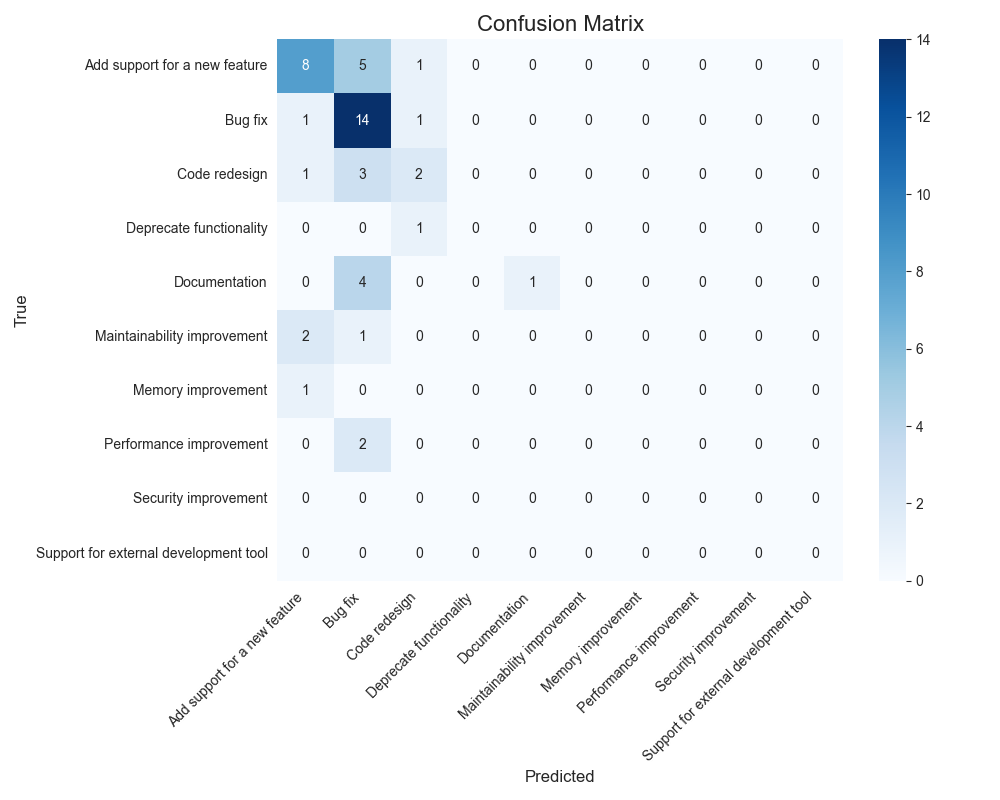 Confusion Matrix
True
Add support for a new feature 8 5 1 0 0 0 0 0 0 0
Bug fix 1 14 1 0 0 0 0 0 0 0
Code redesign 1 3 2 0 0 0 0 0 0 0
Deprecate functionality 0 0 1 0 0 0 0 0 0 0
Documentation 0 4 0 0 1 0 0 0 0 0
Maintainability improvement 2 1 0 0 0 0 0 0 0 0
Memory improvement 1 0 0 0 0 0 0 0 0 0
Performance improvement 0 2 0 0 0 0 0 0 0 0
Security improvement 0 0 0 0 0 0 0 0 0 0
Support for external development tool 0 0 0 0 0 0 0 0 0 0
Add support for a new feature
Bug fix
Code redesign
Deprecate functionality
Documentation
Maintainability improvement
Memory improvement
Performance improvement
Security improvement
Support for external development tool
Predicted
14
12
10
8
6
4
2
0